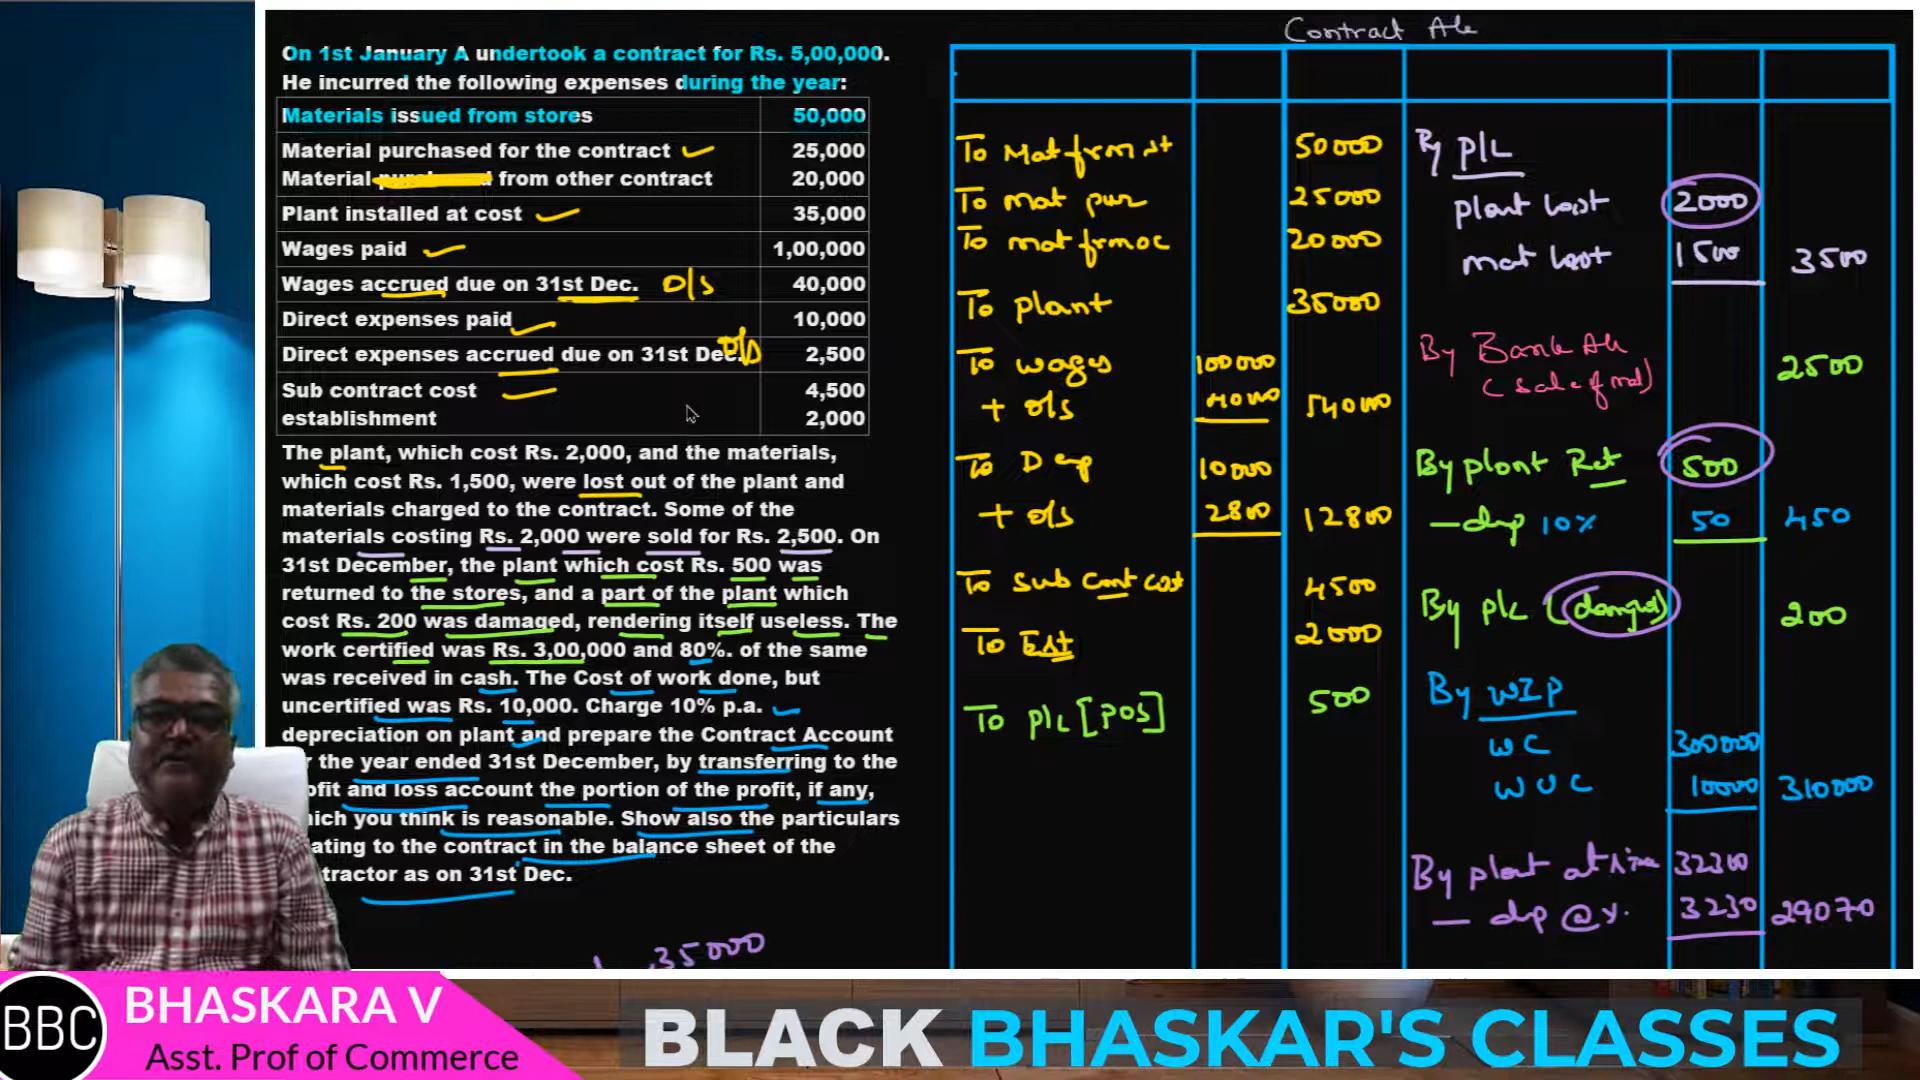 On 1st January A undertook a contract for Rs. 5,00,000.
He incurred the following expenses during the year:
Materials issued from stores 50,000
Material purchased for the contract 25,000
Material from other contract 20,000
Plant installed at cost 35,000
Wages paid 1,00,000
Wages accrued due on 31st Dec. O/s 40,000
Direct expenses paid 10,000
Direct expenses accrued due on 31st Dec. o/s 2,500
Sub contract cost 4,500
establishment 2,000
The plant, which cost Rs. 2,000, and the materials,
which cost Rs. 1,500, were lost out of the plant and
materials charged to the contract. Some of the
materials costing Rs. 2,000 were sold for Rs. 2,500. On
31st December, the plant which cost Rs. 500 was
returned to the stores, and a part of the plant which
cost Rs. 200 was damaged, rendering itself useless. The
work certified was Rs. 3,00,000 and 80%. of the same
was received in cash. The Cost of work done, but
uncertified was Rs. 10,000. Charge 10% p.a.
depreciation on plant and prepare the Contract Account
the year ended 31st December, by transferring to the
and loss account the portion of the profit, if any,
you think is reasonable. Show also the particulars
to the contract in the balance sheet of the
as on 31st Dec.
35000
Contract A/c
To Mat frm st 50000
To mat pur 25000
To mat frm oc 20000
To plant 35000
To wages 100000
+ o/s
To D exp 10000
+ o/s 2800 12800
To Sub Cont cost 4500
To Est 2000
To P/L [POS] 500
By P/L
plant lost 2000
mat lost 1500 3500
By Bank A/c 2500
(sale of mat)
By plant Ret 500
— dep 10% 50 450
By P/L (damged) 200
By WIP
WC 300000
WUC 10000 310000
By plant at 32300
— dep @ 3230 29070
BBC
BHASKARA V
Asst. Prof of Commerce
BLACK BHASKAR'S CLASSES